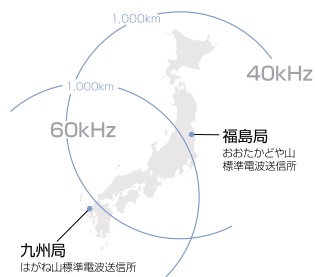 1,000km
40kHz
1,000km
60kHz
福島局
おおたかどや山
標準電波送信所
九州局
はがね山標準電波送信所